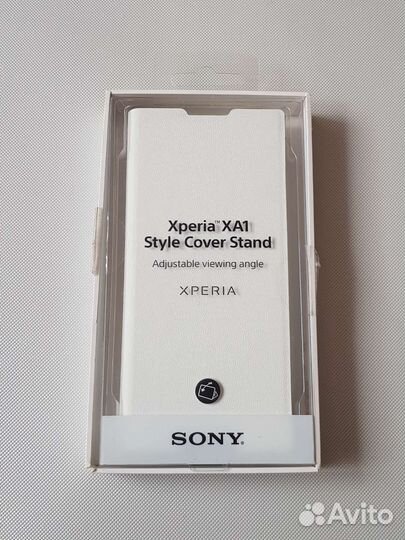 Xperia™ XA1
Style Cover Stand
Adjustable viewing angle
XPERIA
SONY
Avito